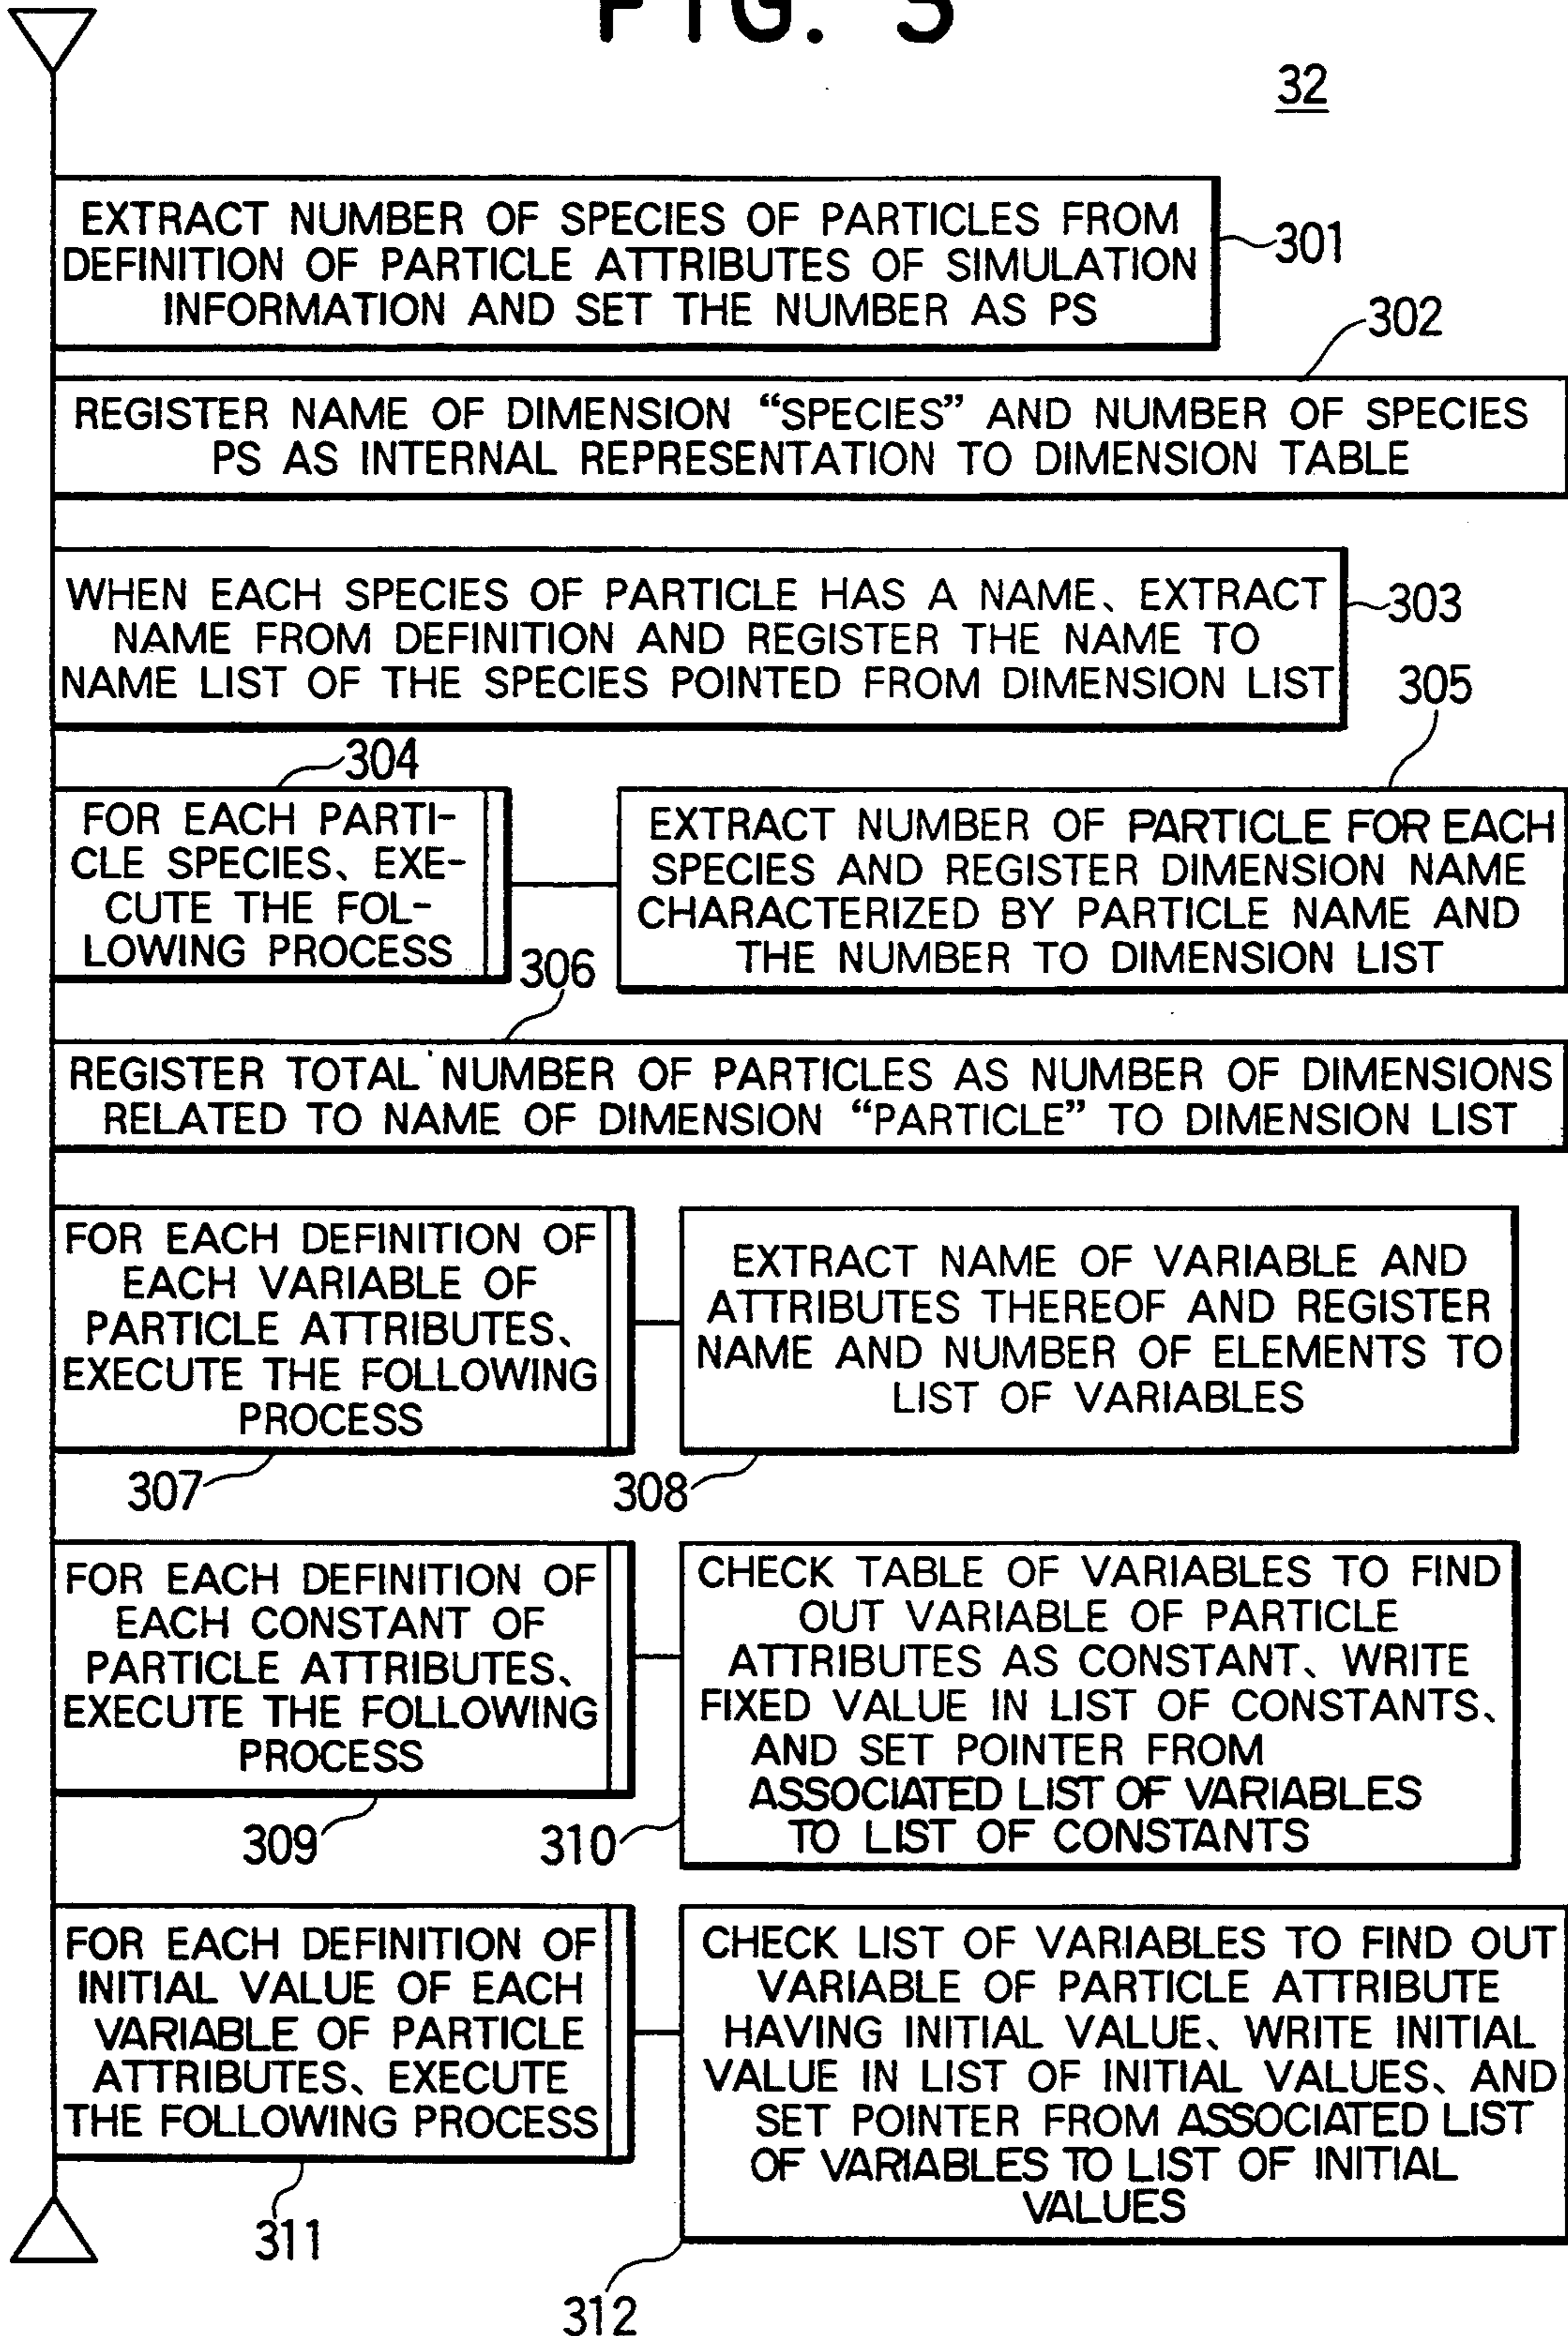 FIG.
32
EXTRACT NUMBER OF SPECIES OF PARTICLES FROM
DEFINITION OF PARTICLE ATTRIBUTES OF SIMULATION
INFORMATION AND SET THE NUMBER AS PS
301
302
REGISTER NAME OF DIMENSION “SPECIES” AND NUMBER OF SPECIES
PS AS INTERNAL REPRESENTATION TO DIMENSION TABLE
WHEN EACH SPECIES OF PARTICLE HAS A NAME、EXTRACT
NAME FROM DEFINITION AND REGISTER THE NAME TO
NAME LIST OF THE SPECIES POINTED FROM DIMENSION LIST
303
304
FOR EACH PARTI-
CLE SPECIES、EXE-
CUTE THE FOL-
LOWING PROCESS
305
EXTRACT NUMBER OF PARTICLE FOR EACH
SPECIES AND REGISTER DIMENSION NAME
CHARACTERIZED BY PARTICLE NAME AND
THE NUMBER TO DIMENSION LIST
306
REGISTER TOTAL NUMBER OF PARTICLES AS NUMBER OF DIMENSIONS
RELATED TO NAME OF DIMENSION “PARTICLE” TO DIMENSION LIST
FOR EACH DEFINITION OF
EACH VARIABLE OF
PARTICLE ATTRIBUTES、
EXECUTE THE FOLLOWING
PROCESS
307
EXTRACT NAME OF VARIABLE AND
ATTRIBUTES THEREOF AND REGISTER
NAME AND NUMBER OF ELEMENTS TO
LIST OF VARIABLES
308
FOR EACH DEFINITION OF
EACH CONSTANT OF
PARTICLE ATTRIBUTES、
EXECUTE THE FOLLOWING
PROCESS
309
CHECK TABLE OF VARIABLES TO FIND
OUT VARIABLE OF PARTICLE
ATTRIBUTES AS CONSTANT、WRITE
FIXED VALUE IN LIST OF CONSTANTS、
AND SET POINTER FROM
ASSOCIATED LIST OF VARIABLES
TO LIST OF CONSTANTS
310
FOR EACH DEFINITION OF
INITIAL VALUE OF EACH
VARIABLE OF PARTICLE
ATTRIBUTES、EXECUTE
THE FOLLOWING PROCESS
311
CHECK LIST OF VARIABLES TO FIND OUT
VARIABLE OF PARTICLE ATTRIBUTE
HAVING INITIAL VALUE、WRITE INITIAL
VALUE IN LIST OF INITIAL VALUES、AND
SET POINTER FROM ASSOCIATED LIST
OF VARIABLES TO LIST OF INITIAL
VALUES
312